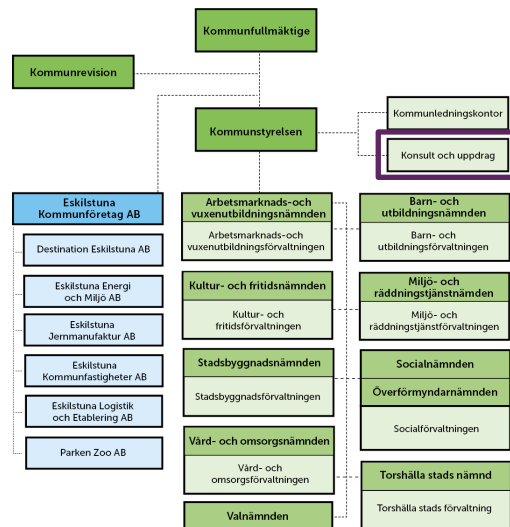 Kommunfullmäktige
Kommunrevision
Kommunstyrelsen
Kommunledningskontor
Konsult och uppdrag
Eskilstuna
Kommunföretag AB
Destination Eskilstuna AB
Eskilstuna Energi
och Miljö AB
Eskilstuna
Jernmanufaktur AB
Eskilstuna
Kommunfastigheter AB
Eskilstuna Logistik
och Etablering AB
Parken Zoo AB
Arbetsmarknads-och
vuxenutbildningsnämnden
Arbetsmarknads-och
vuxenutbildningsförvaltningen
Kultur- och fritidsnämnden
Kultur- och
fritidsförvaltningen
Stadsbyggnadsnämnden
Stadsbyggnadsförvaltningen
Vård- och omsorgsnämnden
Vård- och
omsorgsförvaltningen
Valnämnden
Barn- och
utbildningsnämnden
Barn- och
utbildningsförvaltningen
Miljö- och
räddningstjänstnämden
Miljö- och
räddningstjänstförvaltningen
Socialnämnden
Överförmyndarnämnden
Socialförvaltningen
Torshälla stads nämnd
Torshälla stads förvaltning